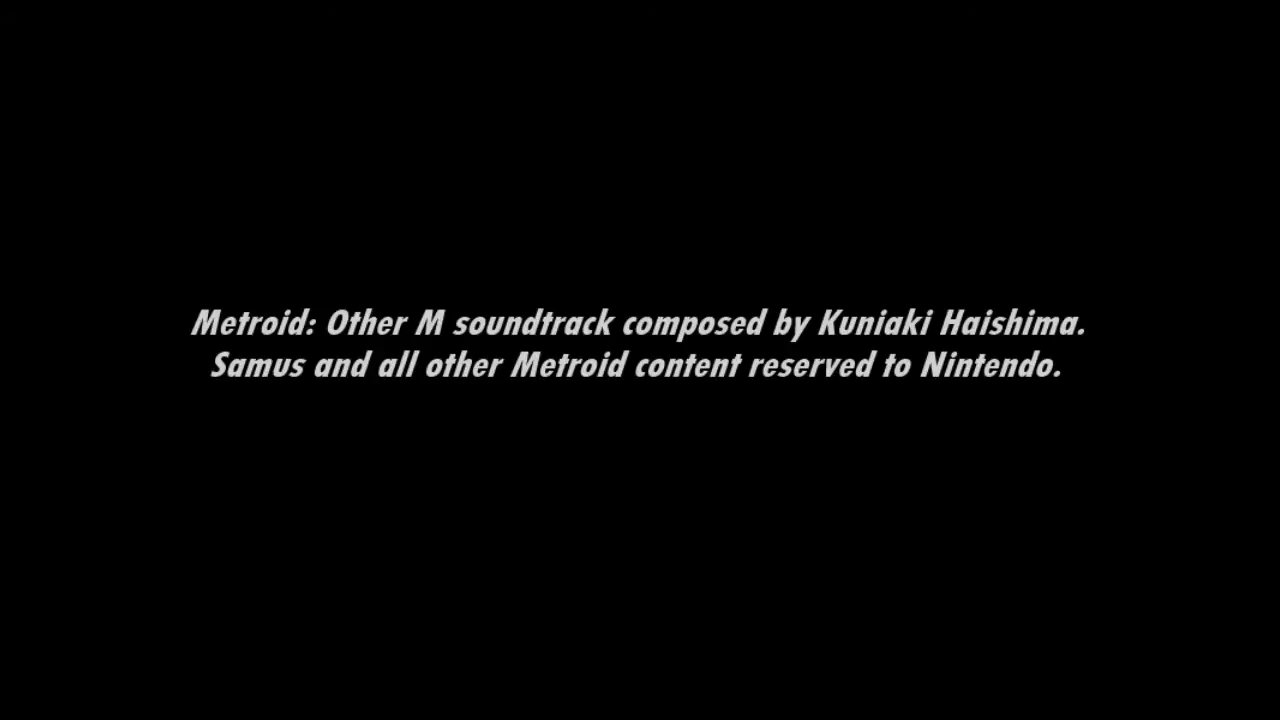 Metroid: Other M soundtrack composed by Kuniaki Haishima.
Samus and all other Metroid content reserved to Nintendo.